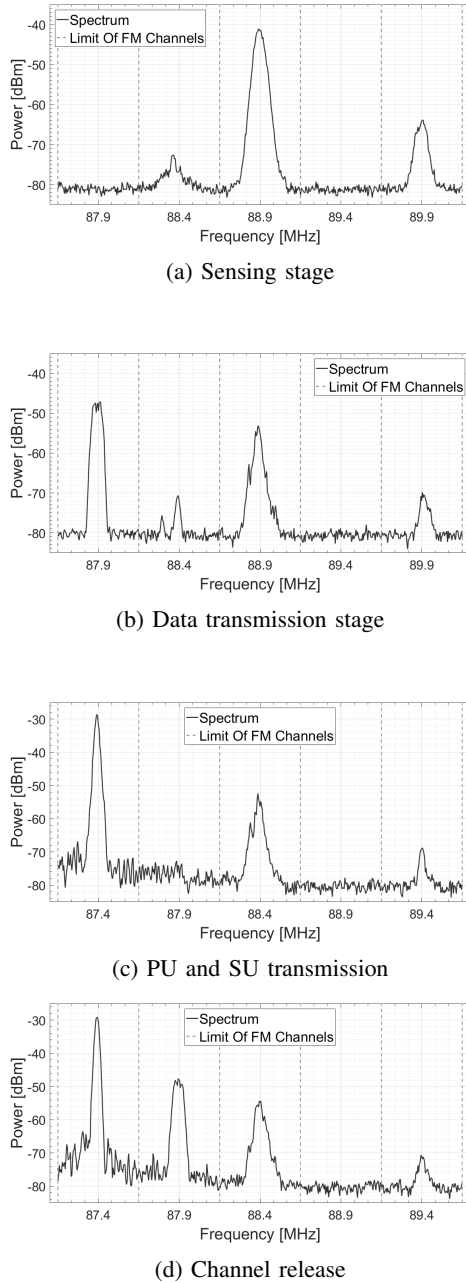 Spectrum
Limit Of FM Channels
Power [dBm]
-40
-50
-60
-70
-80
87.9 88.4 88.9 89.4 89.9
Frequency [MHz]
(a) Sensing stage
Spectrum
Limit Of FM Channels
Power [dBm]
-40
-50
-60
-70
-80
87.9 88.4 88.9 89.4 89.9
Frequency [MHz]
(b) Data transmission stage
Spectrum
Limit Of FM Channels
Power [dBm]
-30
-40
-50
-60
-70
-80
87.4 87.9 88.4 88.9 89.4
Frequency [MHz]
(c) PU and SU transmission
Spectrum
Limit Of FM Channels
Power [dBm]
-30
-40
-50
-60
-70
-80
87.4 87.9 88.4 88.9 89.4
Frequency [MHz]
(d) Channel release